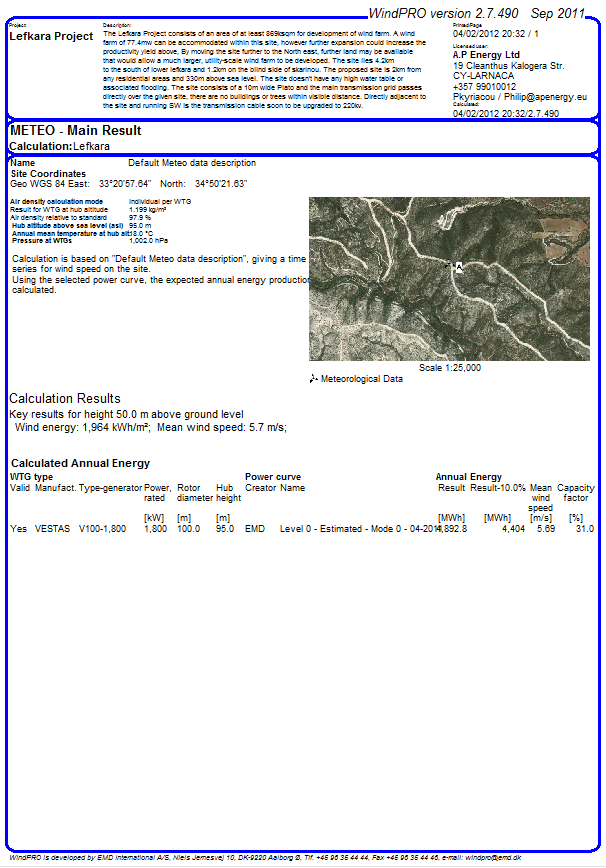 WindPRO version 2.7.490 Sep 2011
Project:
Lefkara Project
Description:
The Lefkara Project consists of an area of at least 869ksqm for development of wind farm. A wind
farm of 77.4mw can be accommodated within this site, however further expansion could increase the
productivity yield above, By moving the site further to the North east, further land may be available
that would allow a much larger, utility-scale wind farm to be developed. The site lies 4.2km
to the south of lower lefkara and 1.2km on the blind side of skarinou. The proposed site is 2km from
any residential areas and 330m above sea level. The site doesn't have any high water table or
associated flooding. The site consists of a 10m wide Plato and the main transmission grid passes
directly over the given site, there are no buildings or trees within visible distance. Directly adjacent to
the site and running SW is the transmission cable soon to be upgraded to 220kv.
Printed/Page
04/02/2012 20:32 / 1
Licensed user:
A.P Energy Ltd
19 Cleanthus Kalogera Str.
CY-LARNACA
+357 99010012
Pkyriacou / Philip@apenergy.eu
Calculated:
04/02/2012 20:32/2.7.490
METEO - Main Result
Calculation:Lefkara
Name Default Meteo data description
Site Coordinates
Geo WGS 84 East: 33°20'57.64" North: 34°50'21.63"
Air density calculation mode Individual per WTG
Result for WTG at hub altitude 1.199 kg/m³
Air density relative to standard 97.9 %
Hub altitude above sea level (asl) 95.0 m
Annual mean temperature at hub alt 18.0 °C
Pressure at WTGs 1,002.0 hPa
Calculation is based on "Default Meteo data description", giving a time
series for wind speed on the site.
Using the selected power curve, the expected annual energy production
calculated.
A
Scale 1:25,000
Meteorological Data
Calculation Results
Key results for height 50.0 m above ground level
Wind energy: 1,964 kWh/m²; Mean wind speed: 5.7 m/s;
Calculated Annual Energy
WTG type Power curve Annual Energy
Valid Manufact. Type-generator Power, rated Rotor diameter Hub height Creator Name Result Result-10.0% Mean wind speed Capacity factor
[kW] [m] [m] [MWh] [MWh] [m/s] [%]
Yes VESTAS V100-1,800 1,800 100.0 95.0 EMD Level 0 - Estimated - Mode 0 - 04-2011 4,892.8 4,404 5.69 31.0
WindPRO is developed by EMD International A/S, Niels Jernesvej 10, DK-9220 Aalborg Ø, Tlf. +45 96 35 44 44, Fax +45 96 35 44 46, e-mail: windpro@emd.dk